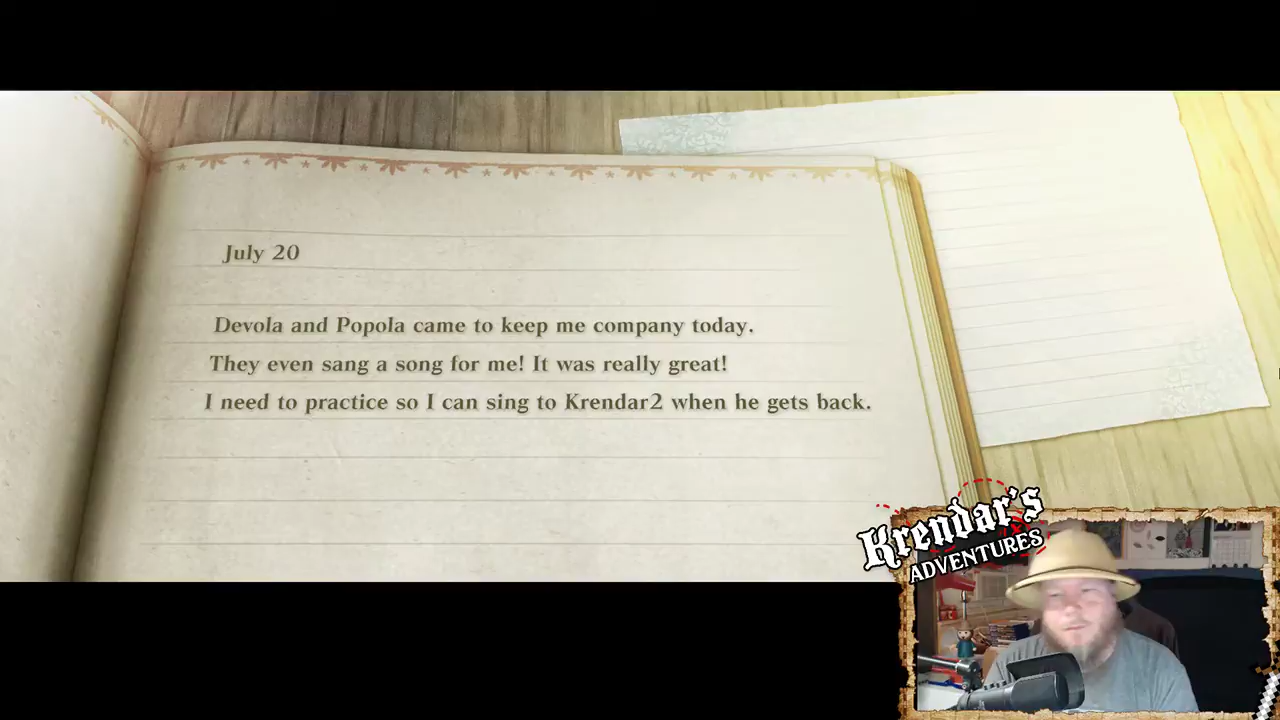 July 20
Devola and Popola came to keep me company today.
They even sang a song for me! It was really great!
I need to practice so I can sing to Krendar2 when he gets back.
Krendar's
ADVENTURES